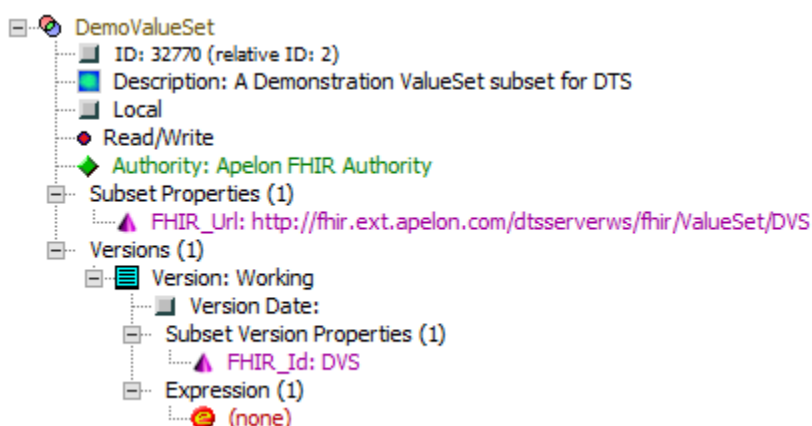 DemoValueSet
ID: 32770 (relative ID: 2)
Description: A Demonstration ValueSet subset for DTS
Local
Read/Write
Authority: Apelon FHIR Authority
Subset Properties (1)
FHIR_Url: http://fhir.ext.apelon.com/dtsserverws/fhir/ValueSet/DVS
Versions (1)
Version: Working
Version Date:
Subset Version Properties (1)
FHIR_Id: DVS
Expression (1)
(none)